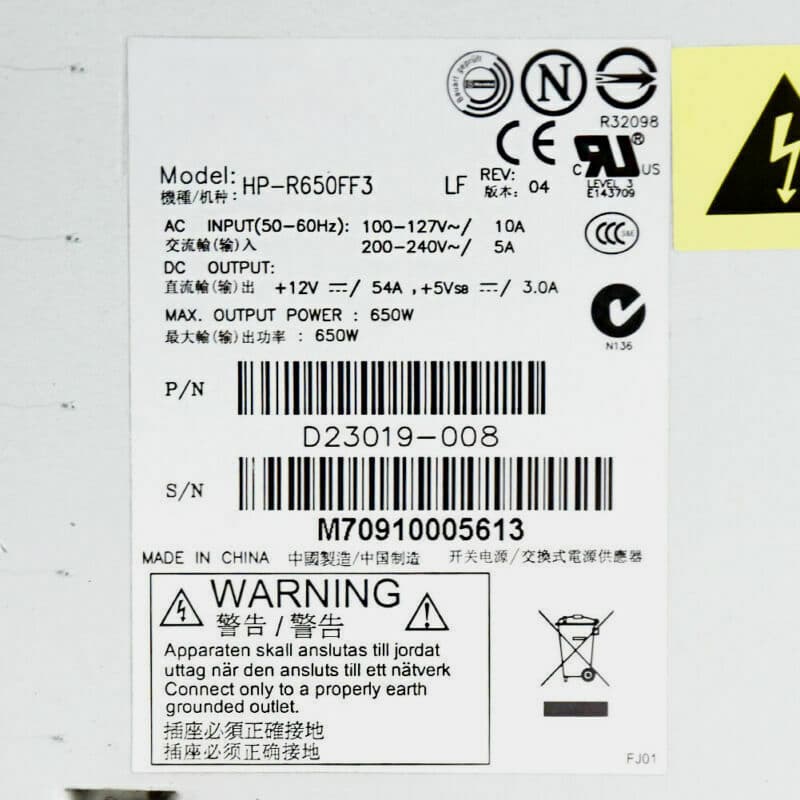 Bauart geprüft
N
R32098
CE
C RU ® US
LEVEL 3
E143709
Model: HP-R650FF3 LF REV: 04
機種/机种: 版本:
AC INPUT(50-60Hz): 100-127V~/ 10A
交流輸(输)入 200-240V~/ 5A
CCC S&E
DC OUTPUT:
直流輸(输)出 +12V ⎓/ 54A ,+5VSB ⎓/ 3.0A
MAX. OUTPUT POWER : 650W
最大輸(输)出功率 : 650W
N136
P/N
D23019-008
S/N
M70910005613
MADE IN CHINA 中國製造/中国制造 开关电源/交換式電源供應器
WARNING
警告/警告
Apparaten skall anslutas till jordat
uttag när den ansluts till ett nätverk
Connect only to a properly earth
grounded outlet.
插座必須正確接地
插座必须正确接地
FJ01